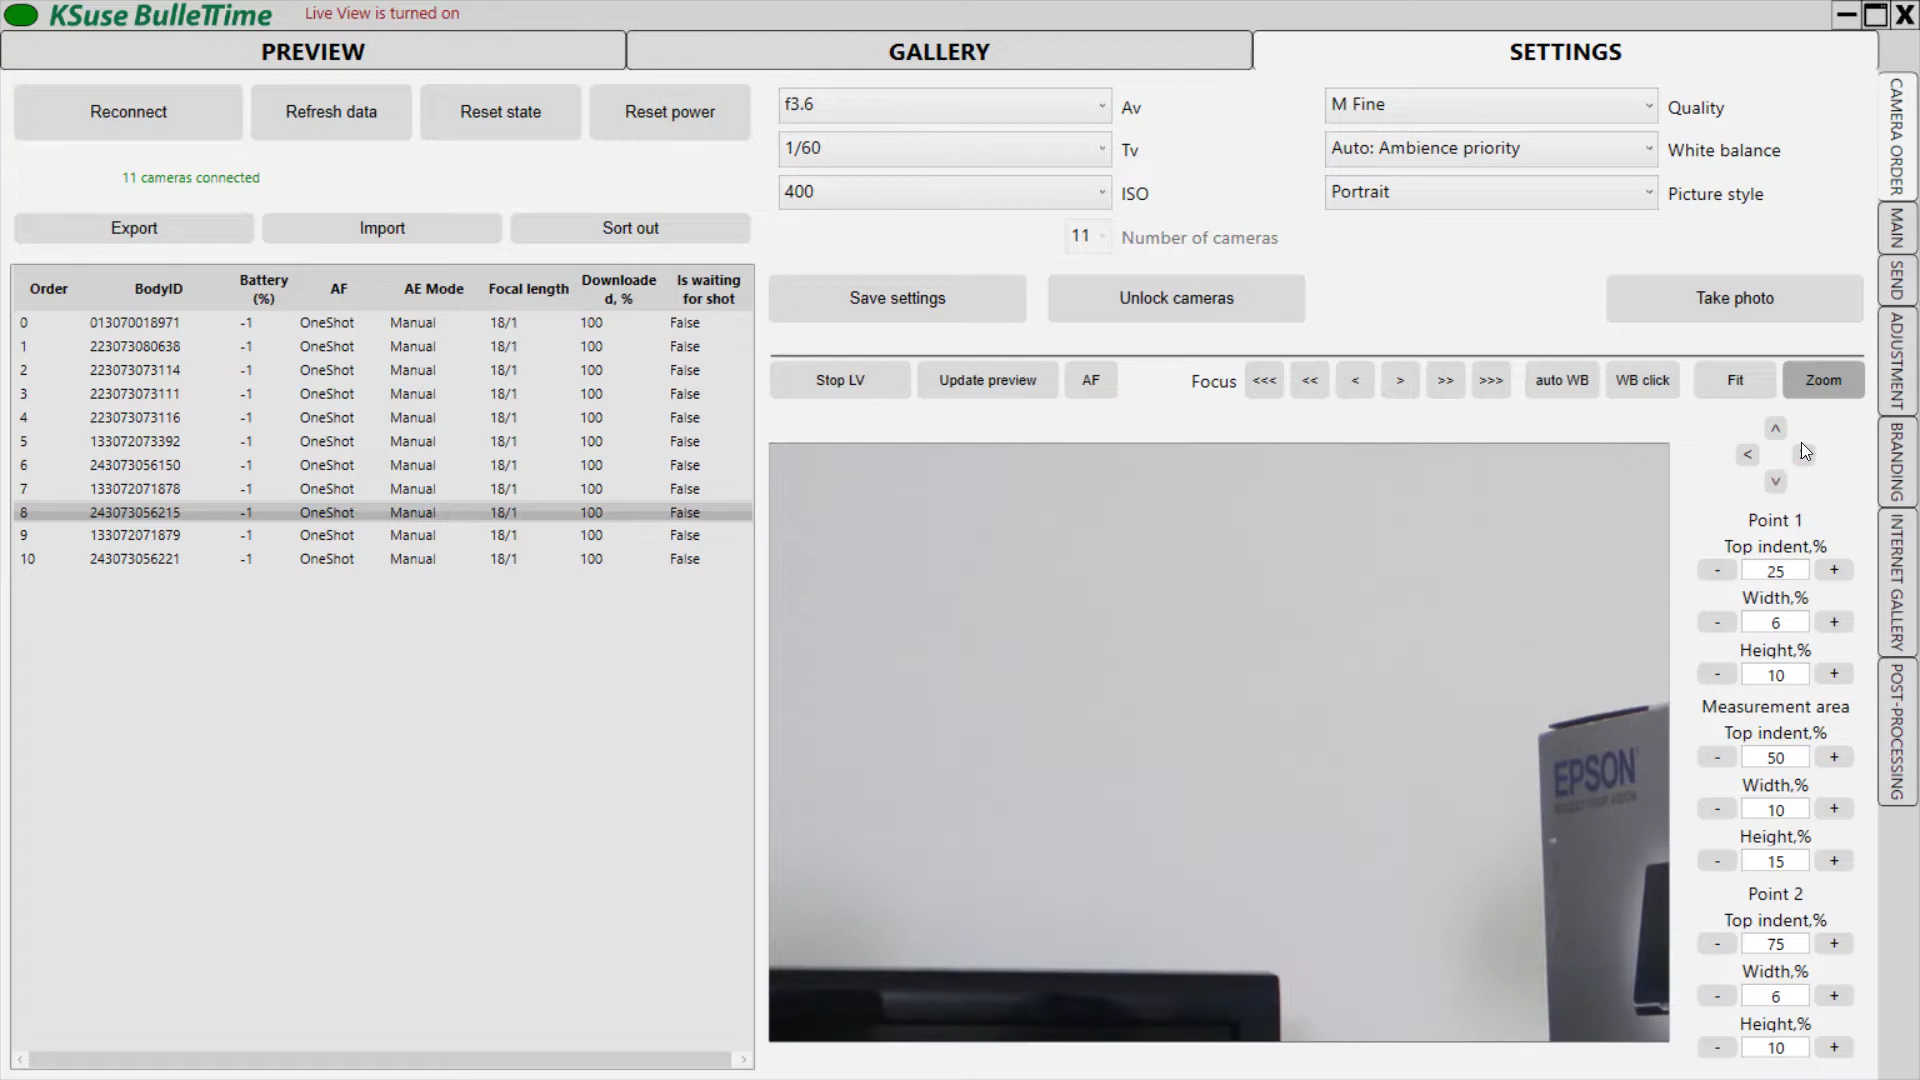 KSuse BulleTTime
Live View is turned on
PREVIEW
GALLERY
SETTINGS
Reconnect
Refresh data
Reset state
Reset power
11 cameras connected
Export
Import
Sort out
Order BodyID Battery (%) AF AE Mode Focal length Downloaded, % Is waiting for shot
0 013070018971 -1 OneShot Manual 18/1 100 False
1 223073080638 -1 OneShot Manual 18/1 100 False
2 223073073114 -1 OneShot Manual 18/1 100 False
3 223073073111 -1 OneShot Manual 18/1 100 False
4 223073073116 -1 OneShot Manual 18/1 100 False
5 133072073392 -1 OneShot Manual 18/1 100 False
6 243073056150 -1 OneShot Manual 18/1 100 False
7 133072071878 -1 OneShot Manual 18/1 100 False
8 243073056215 -1 OneShot Manual 18/1 100 False
9 133072071879 -1 OneShot Manual 18/1 100 False
10 243073056221 -1 OneShot Manual 18/1 100 False
f3.6 Av
1/60 Tv
400 ISO
11 Number of cameras
M Fine Quality
Auto: Ambience priority White balance
Portrait Picture style
Save settings
Unlock cameras
Take photo
Stop LV
Update preview
AF
Focus <<< << < > >> >>>
auto WB
WB click
Fit
Zoom
EPSON
^
<
v
Point 1
Top indent,%
- 25 +
Width,%
- 6 +
Height,%
- 10 +
Measurement area
Top indent,%
- 50 +
Width,%
- 10 +
Height,%
- 15 +
Point 2
Top indent,%
- 75 +
Width,%
- 6 +
Height,%
- 10 +
CAMERA ORDER
MAIN
SEND
ADJUSTMENT
BRANDING
INTERNET GALLERY
POST-PROCESSING